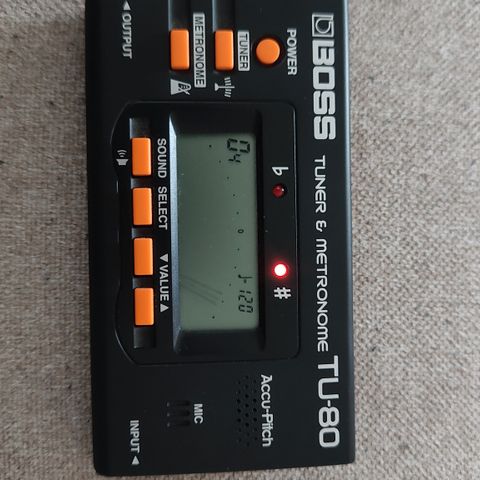 BOSS TUNER & METRONOME TU-80
POWER
♭ #
Accu-Pitch
TUNER
METRONOME
04
♩=120
MIC
SOUND SELECT ▼ VALUE ▲
◀ OUTPUT
INPUT ◀